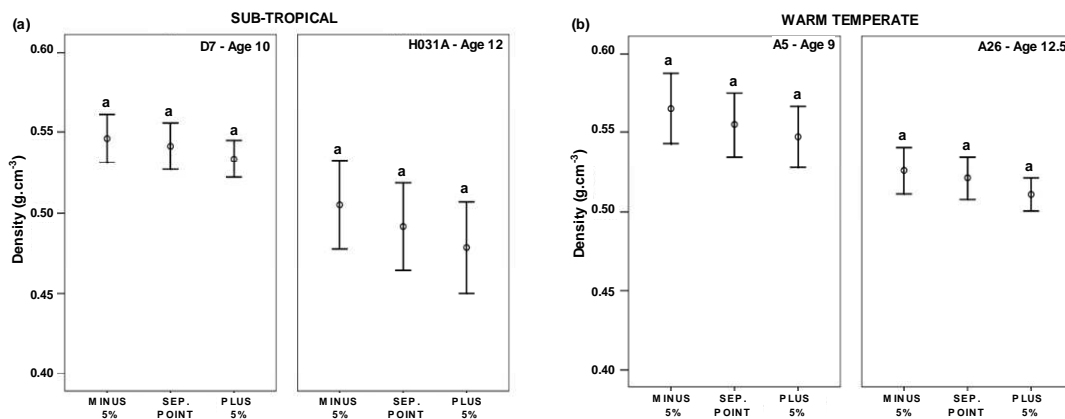 (a)
SUB-TROPICAL
D7 - Age 10
H031A - Age 12
0.60
0.55
0.50
0.45
0.40
Density (g.cm-3)
a
a
a
a
a
a
MINUS
5%
SEP.
POINT
PLUS
5%
MINUS
5%
SEP.
POINT
PLUS
5%
(b)
WARM TEMPERATE
A5 - Age 9
A26 - Age 12.5
0.60
0.55
0.50
0.45
0.40
Density (g.cm-3)
a
a
a
a
a
a
MINUS
5%
SEP.
POINT
PLUS
5%
MINUS
5%
SEP.
POINT
PLUS
5%